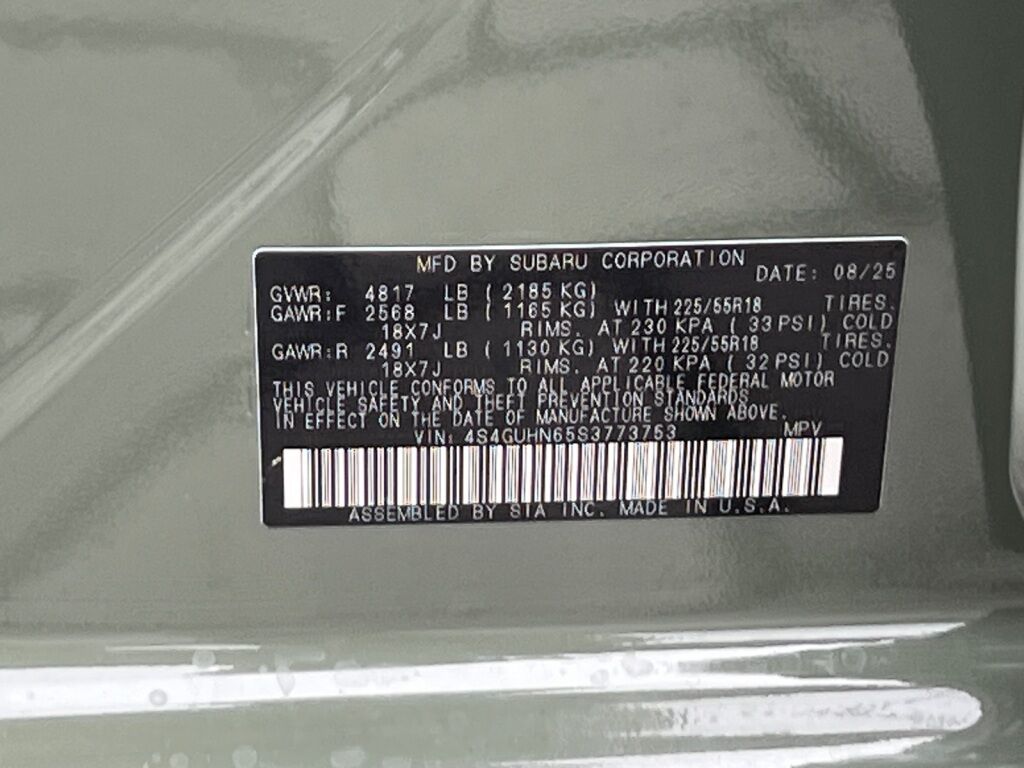 MFD BY SUBARU CORPORATION
DATE: 08/25
GVWR: 4817 LB ( 2185 KG)
GAWR:F 2568 LB ( 1165 KG) WITH 225/55R18 TIRES.
18X7J RIMS. AT 230 KPA ( 33 PSI) COLD
GAWR:R 2491 LB ( 1130 KG) WITH 225/55R18 TIRES.
18X7J RIMS. AT 220 KPA ( 32 PSI) COLD
THIS VEHICLE CONFORMS TO ALL APPLICABLE FEDERAL MOTOR
VEHICLE SAFETY AND THEFT PREVENTION STANDARDS
IN EFFECT ON THE DATE OF MANUFACTURE SHOWN ABOVE.
VIN: 4S4GUHN65S3773753 MPV
ASSEMBLED BY SIA INC. MADE IN U.S.A.